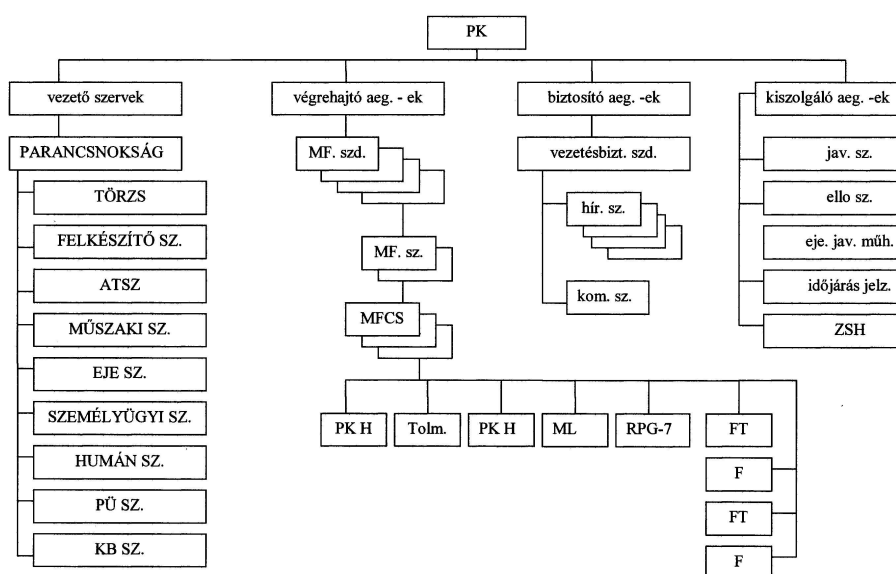 PK
vezető szervek
végrehajtó aeg. - ek
biztosító aeg. -ek
kiszolgáló aeg. -ek
PARANCSNOKSÁG
MF. szd.
vezetésbizt. szd.
jav. sz.
TÖRZS
hír. sz.
ello sz.
FELKÉSZÍTŐ SZ.
MF. sz.
eje. jav. műh.
ATSZ
kom. sz.
időjárás jelz.
MŰSZAKI SZ.
MFCS
ZSH
EJE SZ.
SZEMÉLYÜGYI SZ.
PK H
Tolm.
PK H
ML
RPG-7
FT
HUMÁN SZ.
F
PÜ SZ.
FT
KB SZ.
F